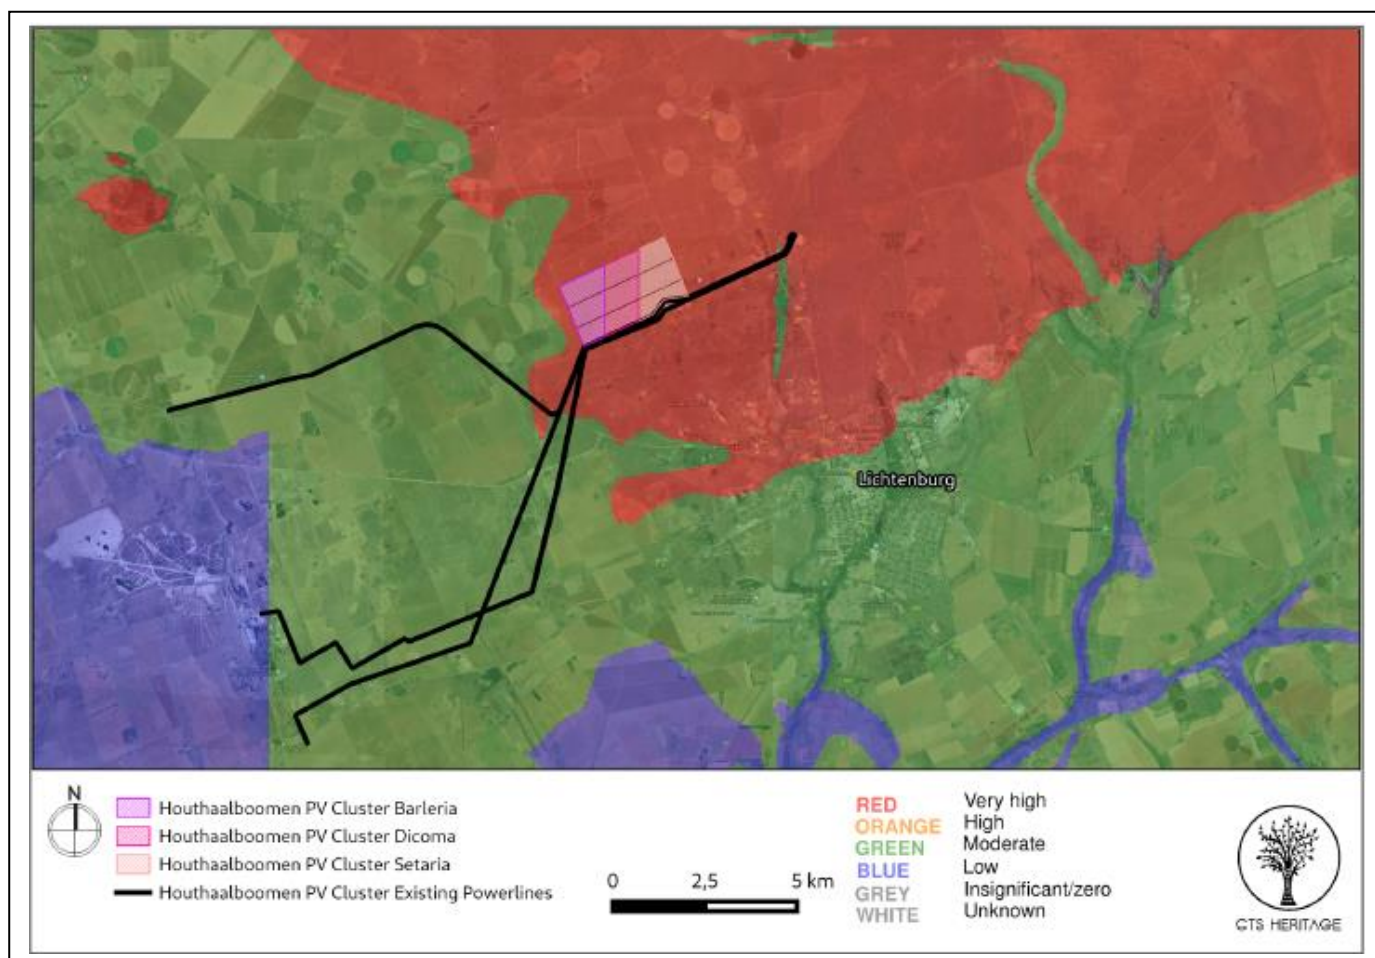 Lichtenburg
N
Houthaalboomen PV Cluster Barleria
Houthaalboomen PV Cluster Dicoma
Houthaalboomen PV Cluster Setaria
Houthaalboomen PV Cluster Existing Powerlines
0 2,5 5 km
RED Very high
ORANGE High
GREEN Moderate
BLUE Low
GREY Insignificant/zero
WHITE Unknown
CTS HERITAGE